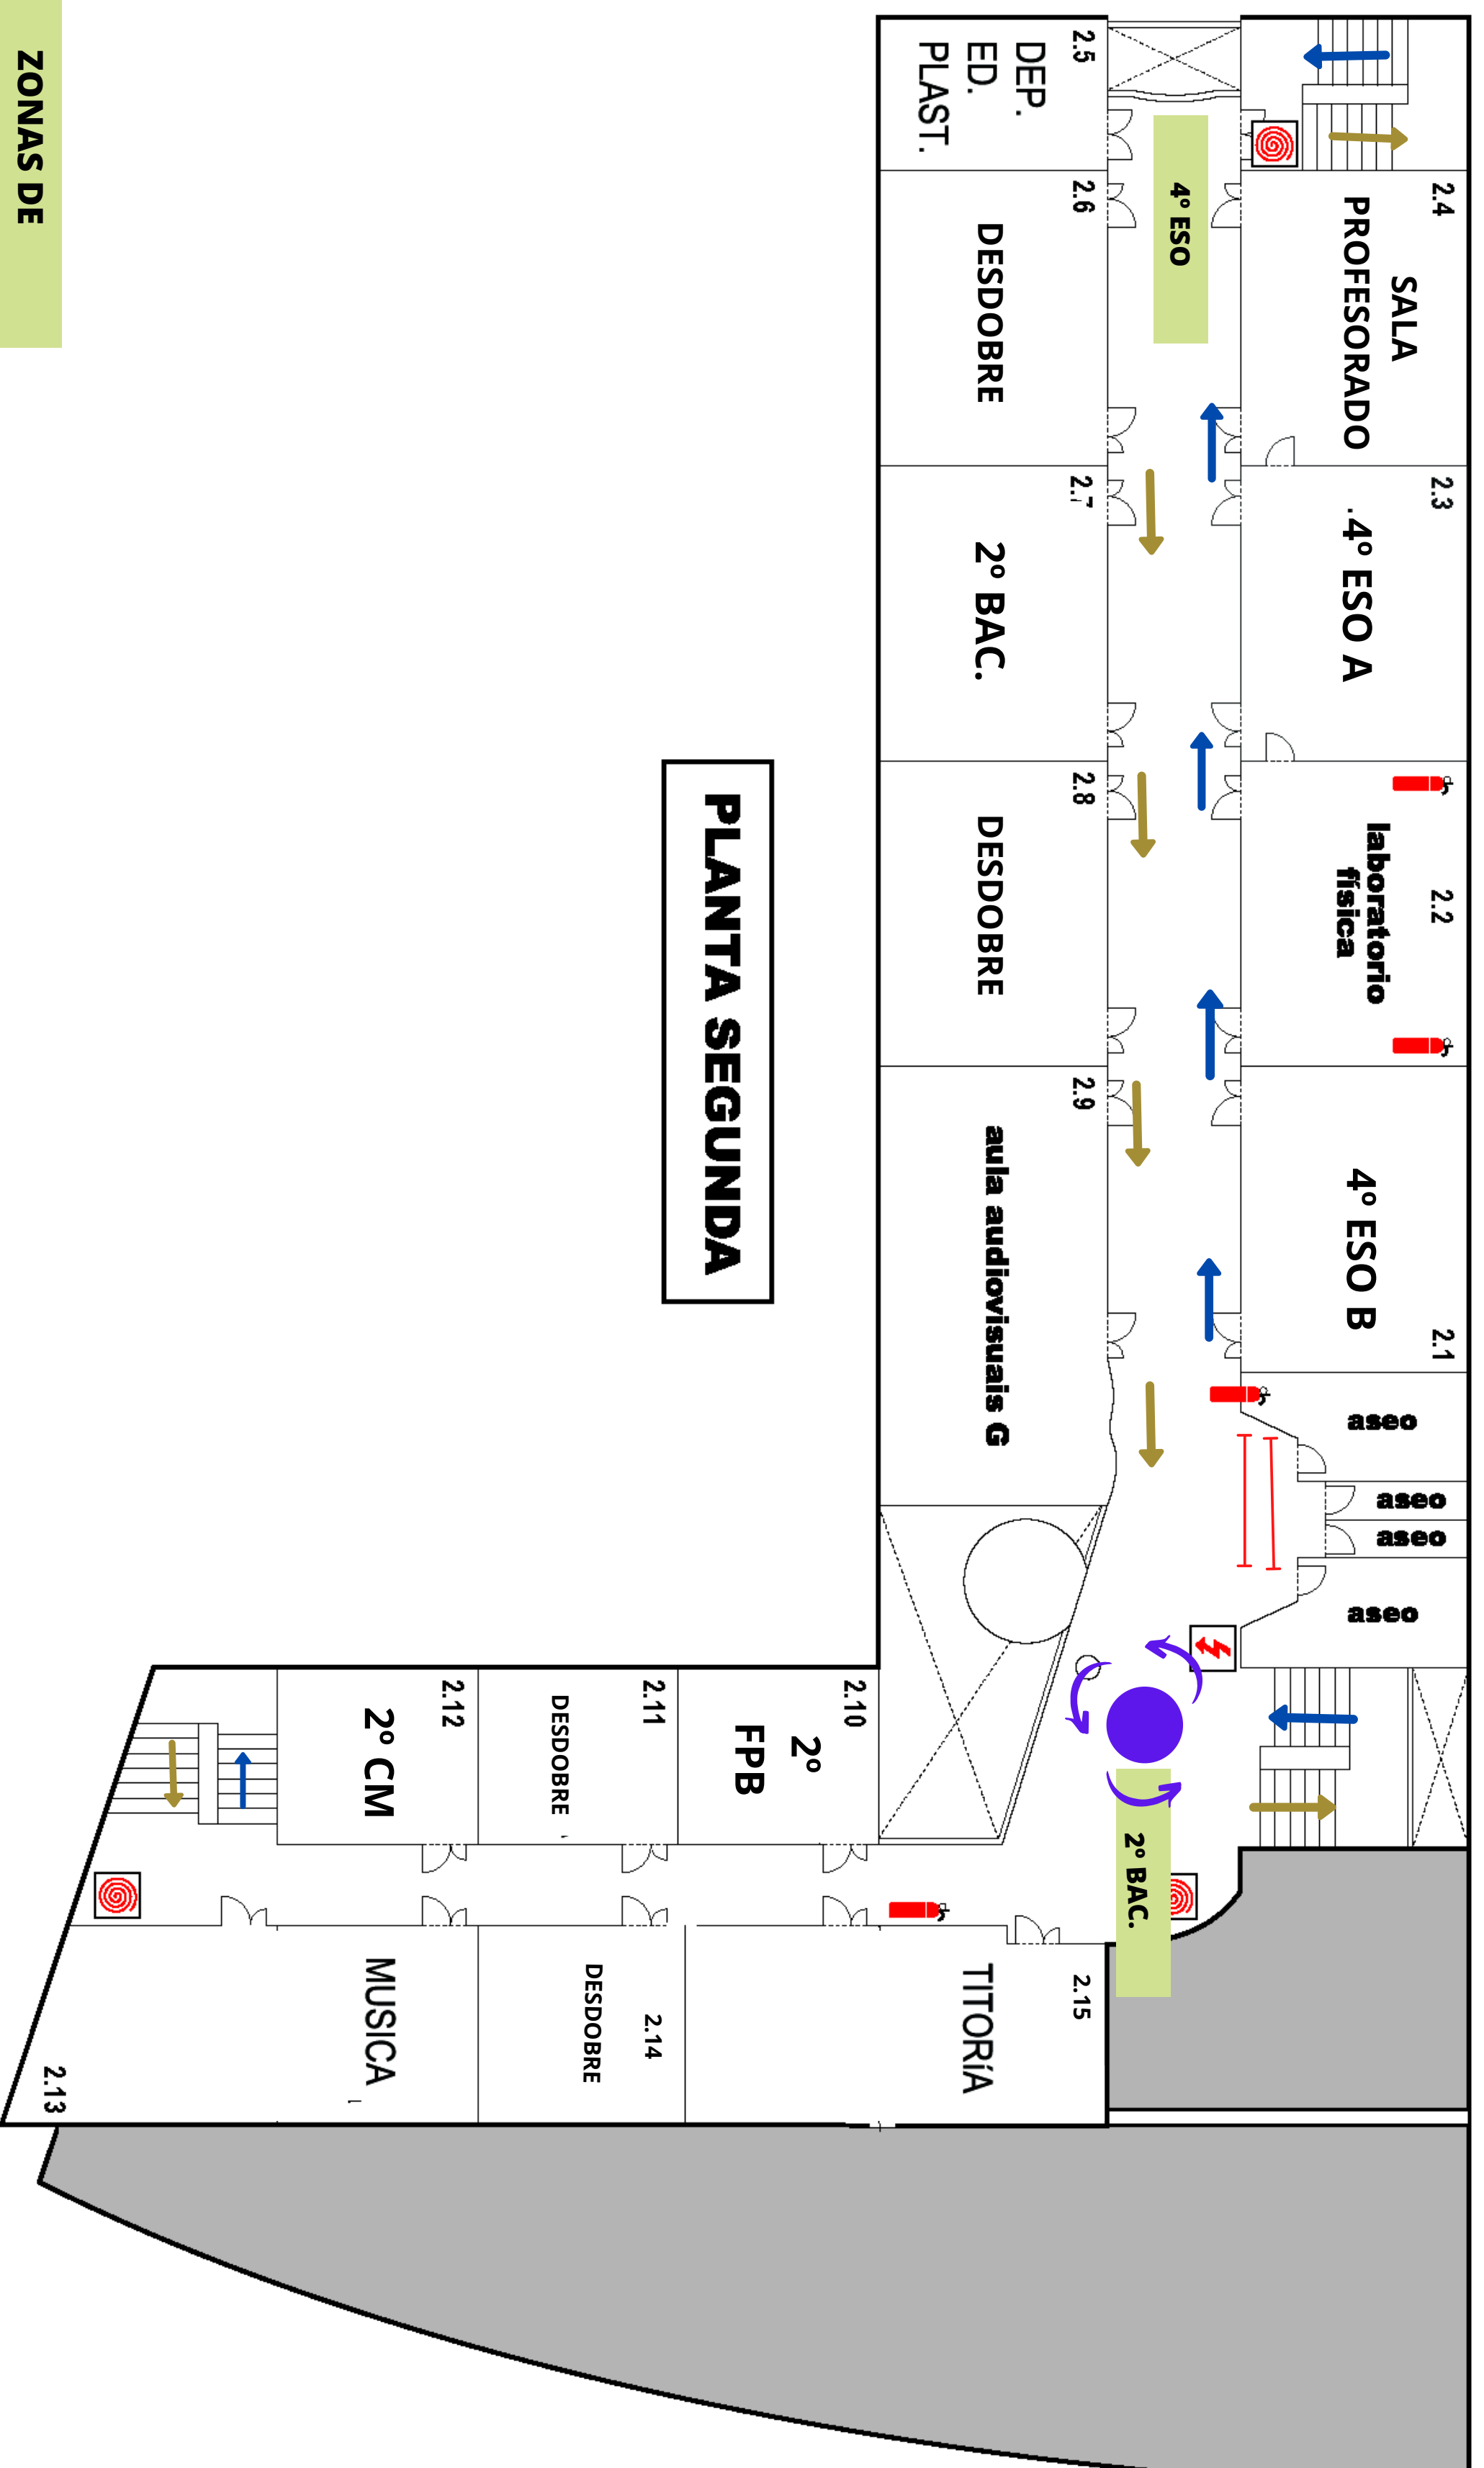 ZONAS DE
2.4
SALA
PROFESORADO
2.3
.4º ESO A
2.2
laboratorio
física
4º ESO B
2.1
aseo
aseo
aseo
aseo
4º ESO
2º BAC.
2.5
DEP.
ED.
PLAST.
2.6
DESDOBRE
2.7
2º BAC.
2.8
DESDOBRE
2.9
aula audiovisuais G
PLANTA SEGUNDA
2.10
2º
FPB
2.11
DESDOBRE
2.12
2º CM
2.15
TITORÍA
2.14
DESDOBRE
MUSICA
2.13